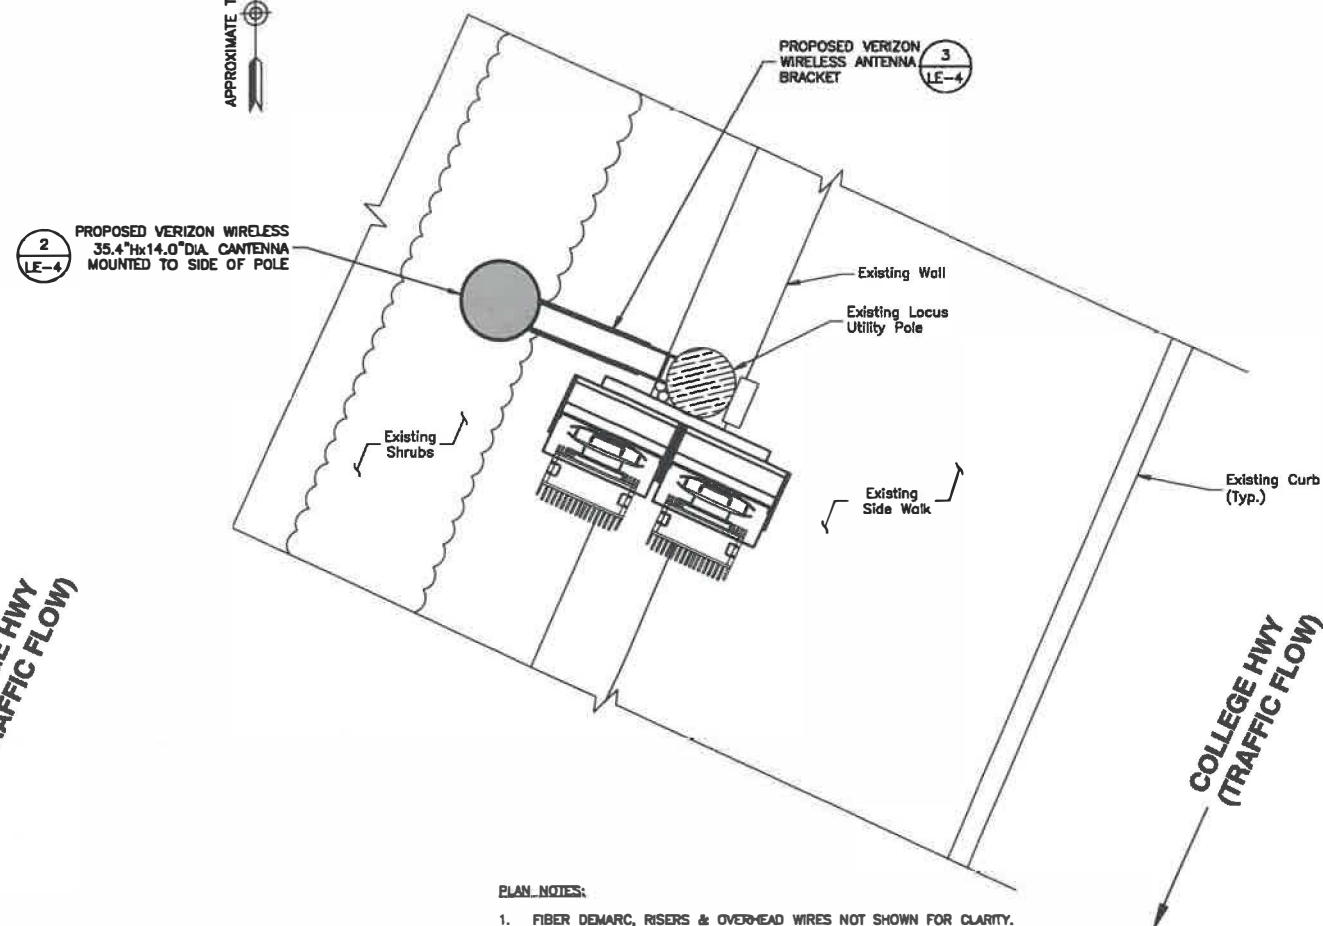 APPROXIMATE
PROPOSED VERIZON
WIRELESS ANTENNA
BRACKET
3
LE-4
2
LE-4
PROPOSED VERIZON WIRELESS
35.4"Hx14.0"DIA. CANTENNA
MOUNTED TO SIDE OF POLE
Existing Wall
Existing Locus
Utility Pole
Existing
Shrubs
Existing
Side Walk
Existing Curb
(Typ.)
HWY
FLOW)
COLLEGE HWY
(TRAFFIC FLOW)
PLAN NOTES:
1. FIBER DEMARC, RISERS & OVERHEAD WIRES NOT SHOWN FOR CLARITY.